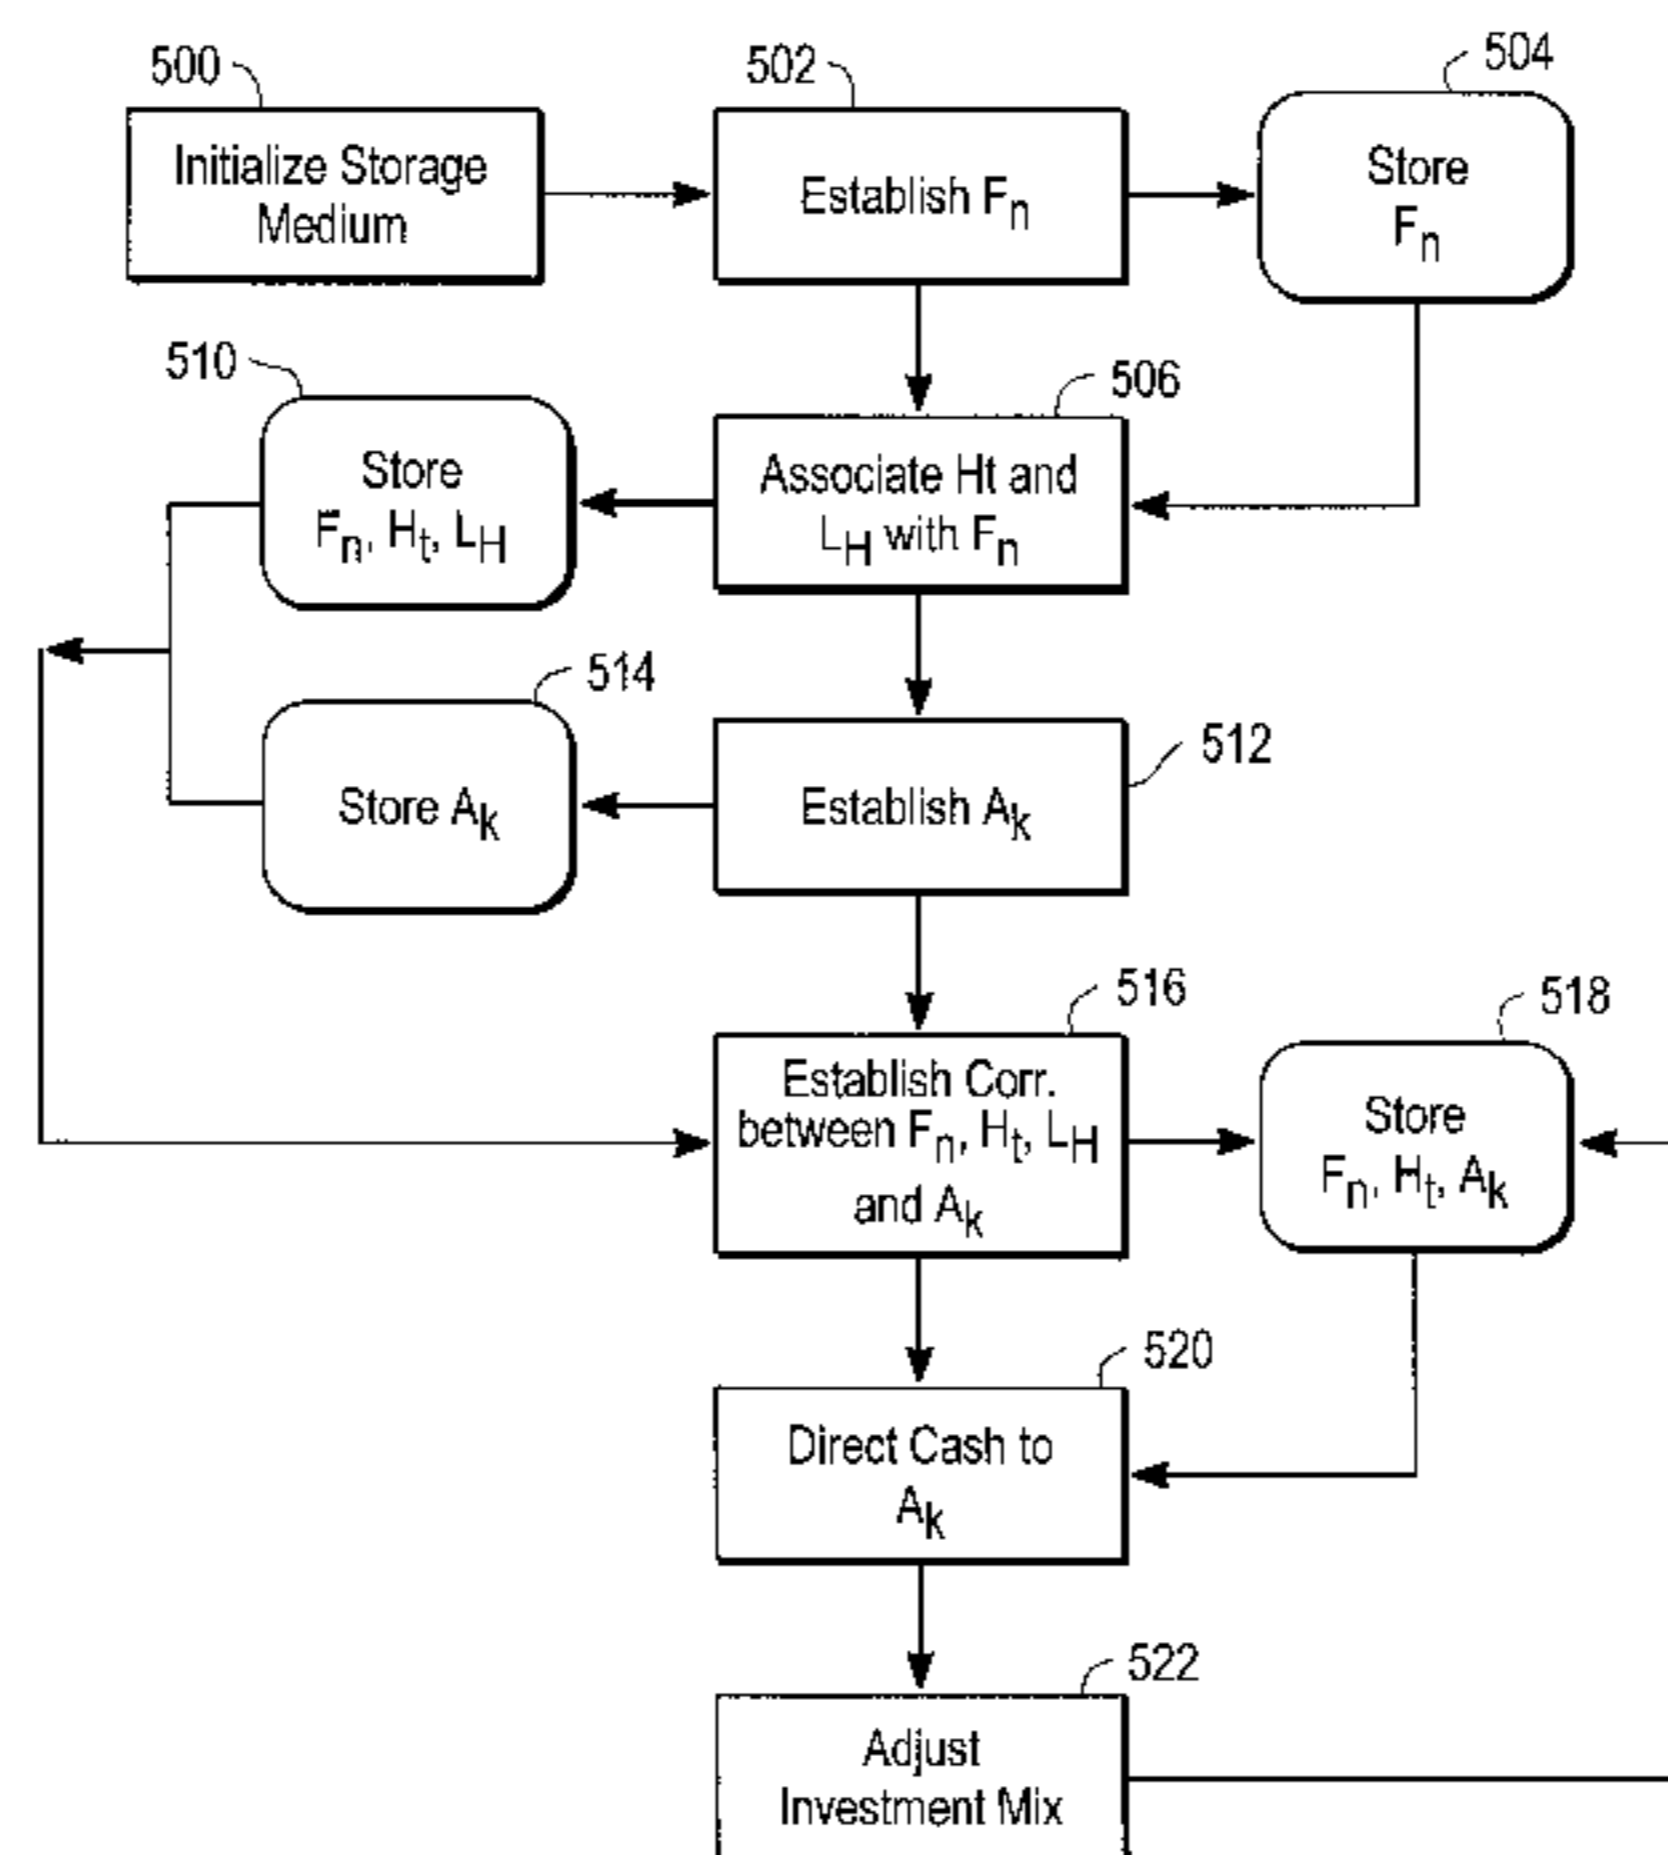 500
Initialize Storage
Medium
502
Establish Fn
504
Store
Fn
510
Store
Fn, Ht, LH
506
Associate Ht and
LH with Fn
514
Store Ak
512
Establish Ak
516
Establish Corr.
between Fn, Ht, LH
and Ak
518
Store
Fn, Ht, Ak
520
Direct Cash to
Ak
522
Adjust
Investment Mix